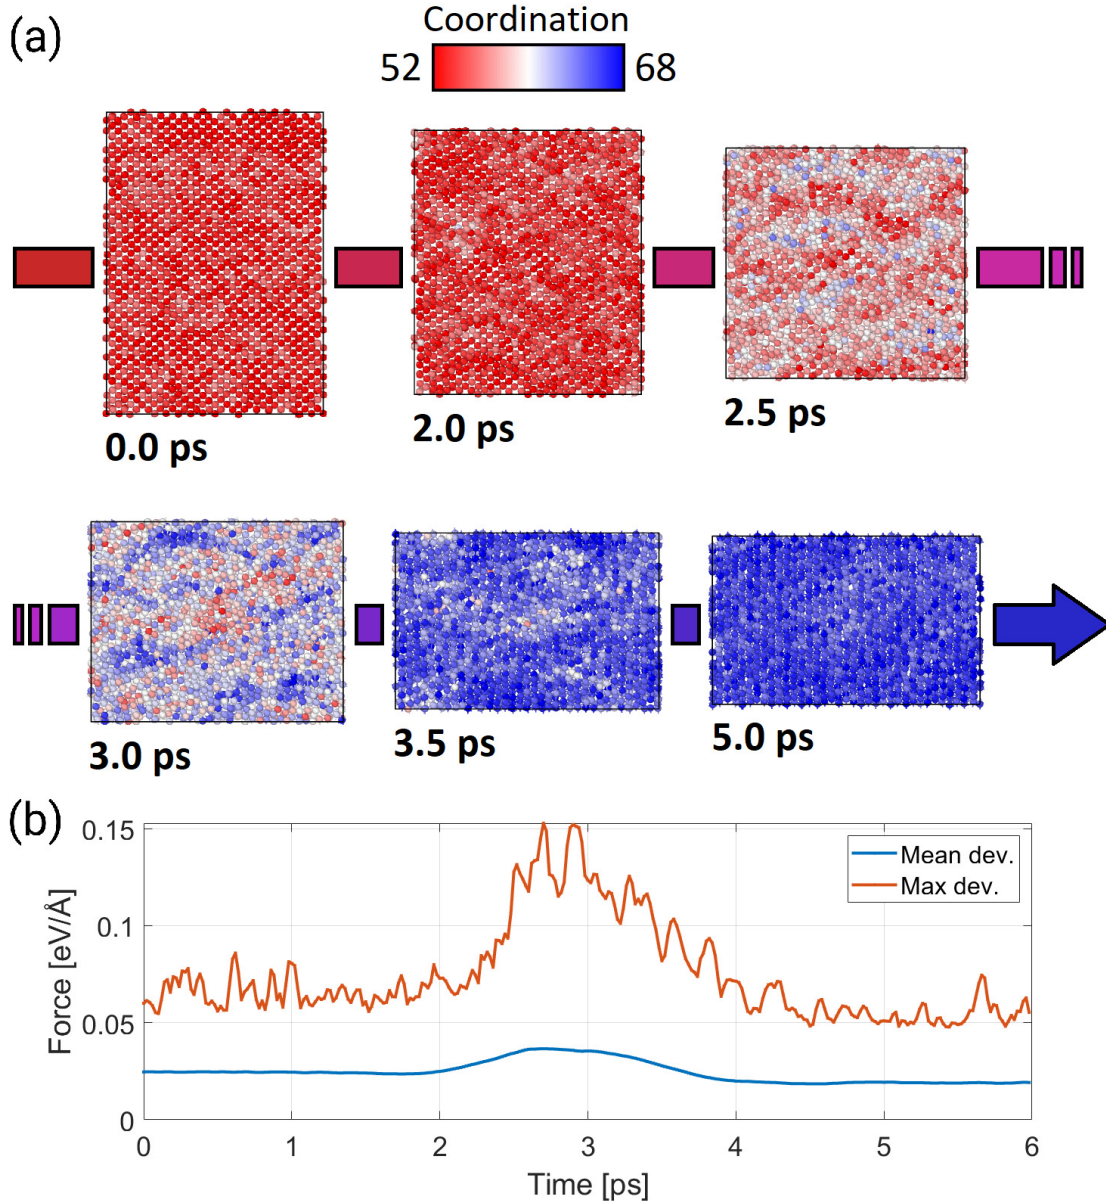 (a)
Coordination
52 68
0.0 ps
2.0 ps
2.5 ps
3.0 ps
3.5 ps
5.0 ps
(b)
Force [eV/Å]
0.15
0.1
0.05
0
Mean dev.
Max dev.
0 1 2 3 4 5 6
Time [ps]